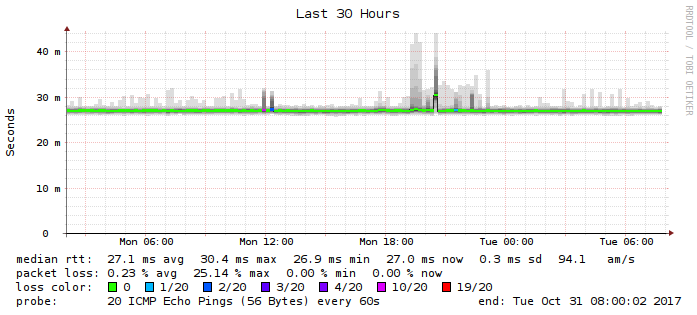 Last 30 Hours
RRDTOOL / TOBI OETIKER
Seconds
40 m
30 m
20 m
10 m
0
Mon 06:00 Mon 12:00 Mon 18:00 Tue 00:00 Tue 06:00
median rtt: 27.1 ms avg 30.4 ms max 26.9 ms min 27.0 ms now 0.3 ms sd 94.1 am/s
packet loss: 0.23 % avg 25.14 % max 0.00 % min 0.00 % now
loss color: 0 1/20 2/20 3/20 4/20 10/20 19/20
probe: 20 ICMP Echo Pings (56 Bytes) every 60s end: Tue Oct 31 08:00:02 2017